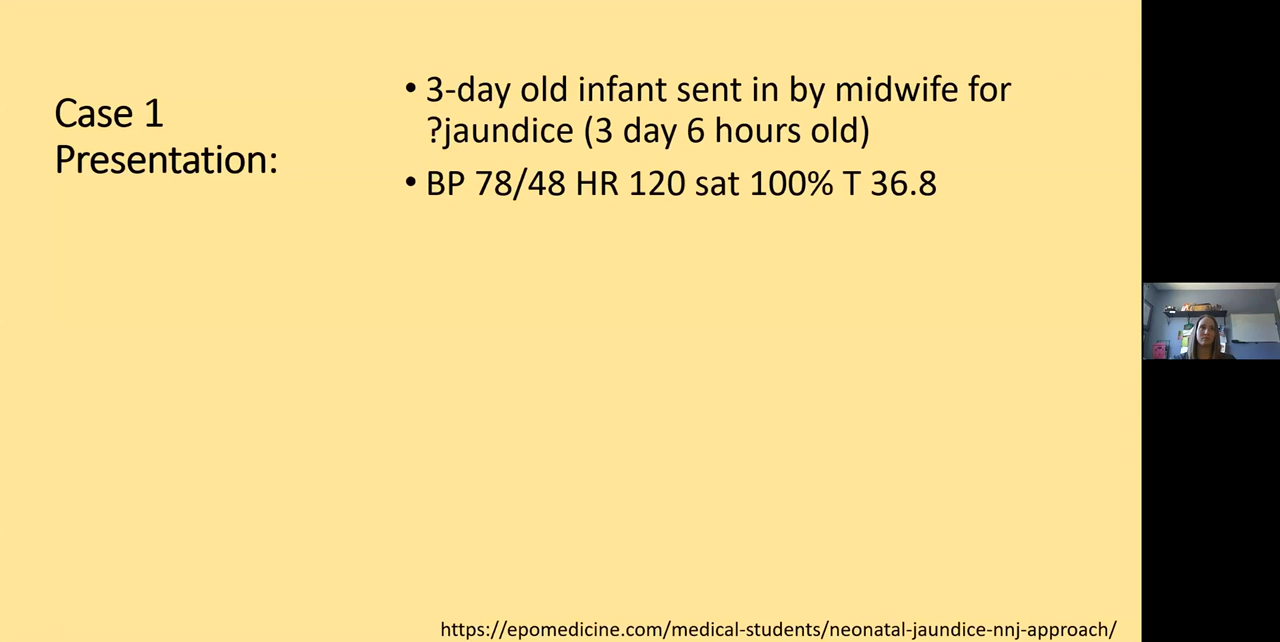 Case 1
Presentation:
• 3-day old infant sent in by midwife for
?jaundice (3 day 6 hours old)
• BP 78/48 HR 120 sat 100% T 36.8
https://epomedicine.com/medical-students/neonatal-jaundice-nnj-approach/